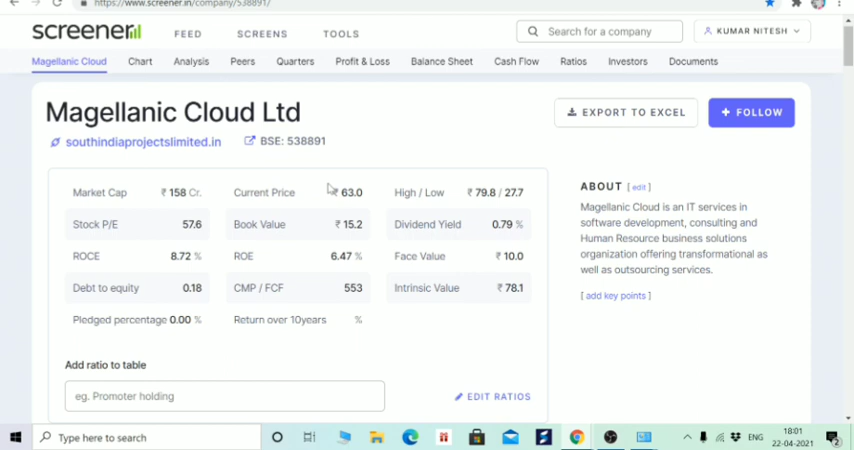 https://www.screener.in/company/538891/
screener
FEED SCREENS TOOLS
Search for a company
KUMAR NITESH
Magellanic Cloud Chart Analysis Peers Quarters Profit & Loss Balance Sheet Cash Flow Ratios Investors Documents
Magellanic Cloud Ltd
EXPORT TO EXCEL
+ FOLLOW
southindiaprojectslimited.in BSE: 538891
Market Cap ₹ 158 Cr. Current Price ₹ 63.0 High / Low ₹ 79.8 / 27.7
Stock P/E 57.6 Book Value ₹ 15.2 Dividend Yield 0.79 %
ROCE 8.72 % ROE 6.47 % Face Value ₹ 10.0
Debt to equity 0.18 CMP / FCF 553 Intrinsic Value ₹ 78.1
Pledged percentage 0.00 % Return over 10years %
Add ratio to table
eg. Promoter holding
EDIT RATIOS
ABOUT [ edit ]
Magellanic Cloud is an IT services in
software development, consulting and
Human Resource business solutions
organization offering transformational as
well as outsourcing services.
[ add key points ]
Type here to search
ENG
18:01
22-04-2021
2